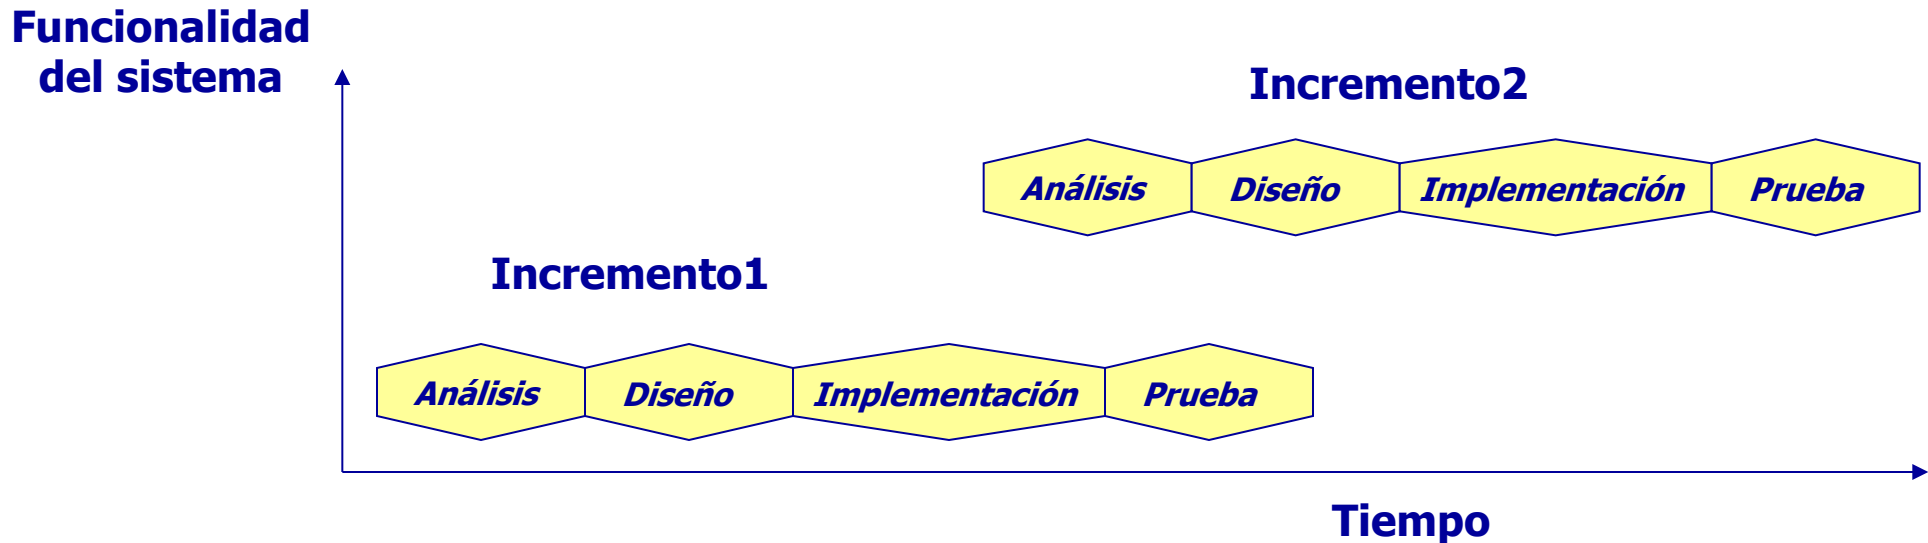 Funcionalidad
del sistema
Incremento2
Análisis Diseño Implementación Prueba
Incremento1
Análisis Diseño Implementación Prueba
Tiempo